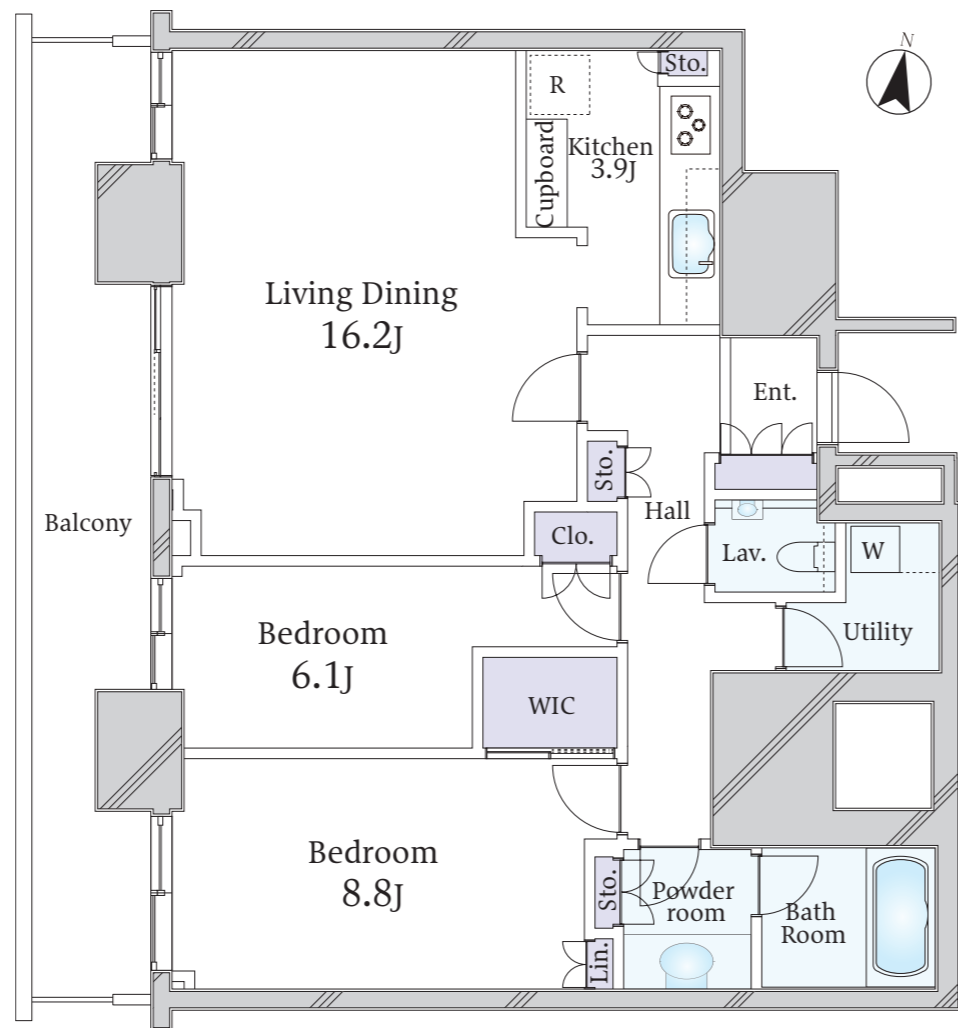 N
Sto.
R
Cupboard
Kitchen
3.9J
Living Dining
16.2J
Ent.
Sto.
Hall
Balcony
Clo.
Lav.
W
Utility
Bedroom
6.1J
WIC
Bedroom
8.8J
Sto.
Powder
room
Bath
Room
Lin.